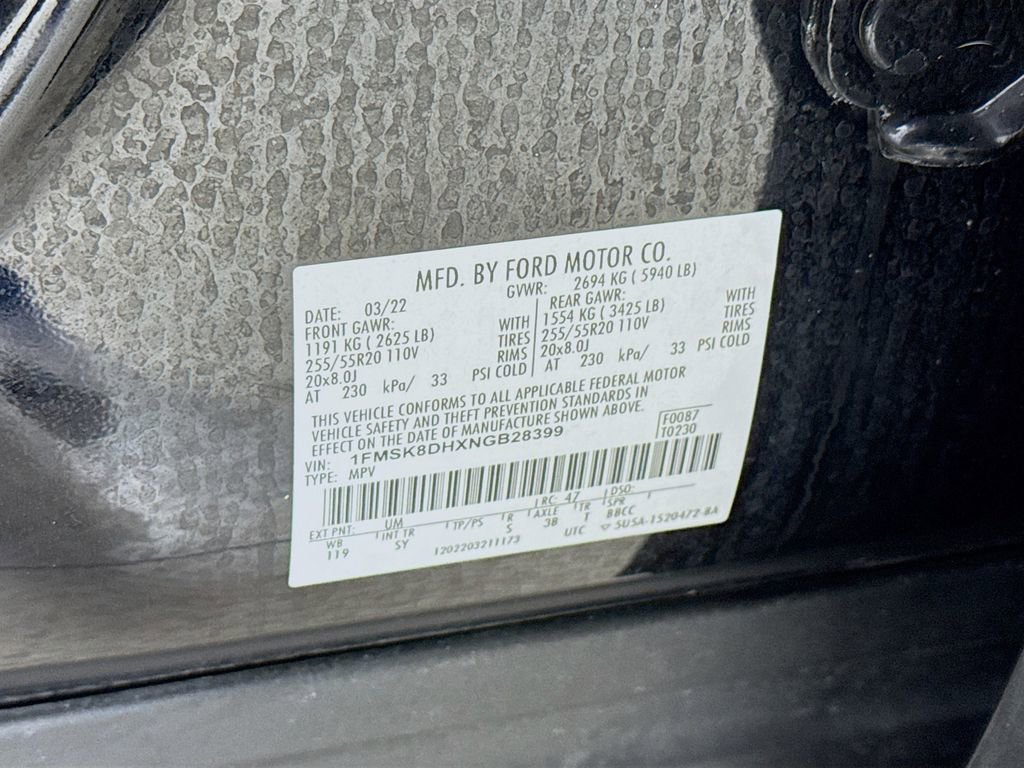 MFD. BY FORD MOTOR CO.
DATE: 03/22 GVWR: 2694 KG ( 5940 LB)
FRONT GAWR: REAR GAWR:
1191 KG ( 2625 LB) WITH 1554 KG ( 3425 LB) WITH
255/55R20 110V TIRES 255/55R20 110V TIRES
20x8.0J RIMS 20x8.0J RIMS
AT 230 kPa/ 33 PSI COLD AT 230 kPa/ 33 PSI COLD
THIS VEHICLE CONFORMS TO ALL APPLICABLE FEDERAL MOTOR
VEHICLE SAFETY AND THEFT PREVENTION STANDARDS IN
EFFECT ON THE DATE OF MANUFACTURE SHOWN ABOVE.
VIN: 1FMSK8DHXNGB28399 F0087
TYPE: MPV T0230
EXT PNT: UM RC: 47 DSO:
WB INT TR TP/PS R AXLE TR SPR
119 SY S 3B T BBCC
1202203211173 UTC ▽ 5USA-1520472-BA